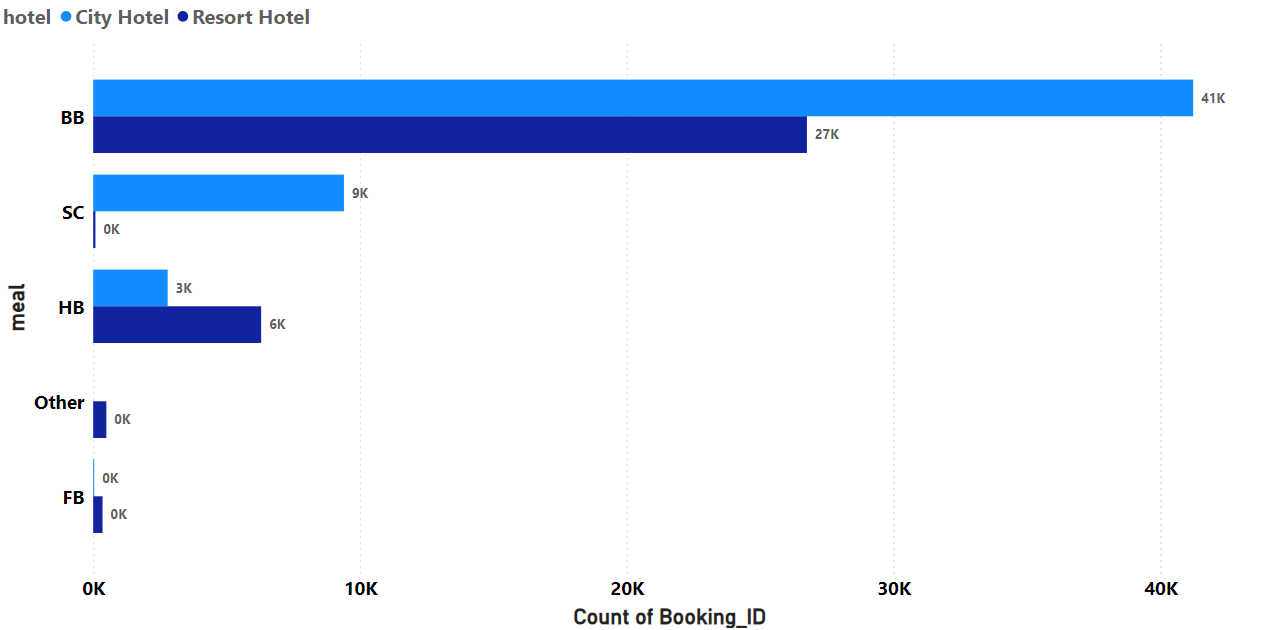 hotel City Hotel Resort Hotel
BB
41K
27K
SC
9K
0K
HB
3K
6K
Other
0K
FB
0K
0K
meal
0K 10K 20K 30K 40K
Count of Booking_ID